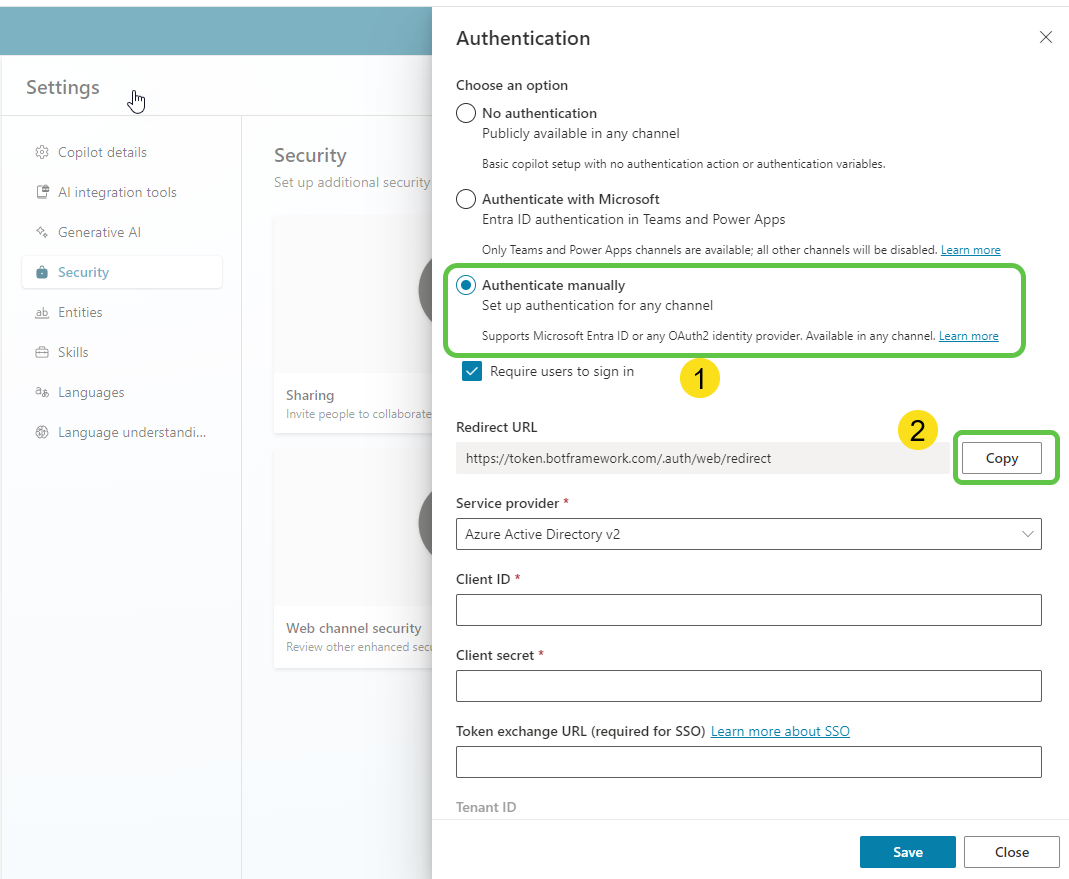 Settings
Copilot details
AI integration tools
Generative AI
Security
Entities
Skills
Languages
Language understandi...
Security
Set up additional security
Sharing
Invite people to collaborate
Web channel security
Review other enhanced secu
Authentication
Choose an option
No authentication
Publicly available in any channel
Basic copilot setup with no authentication action or authentication variables.
Authenticate with Microsoft
Entra ID authentication in Teams and Power Apps
Only Teams and Power Apps channels are available; all other channels will be disabled. Learn more
Authenticate manually
Set up authentication for any channel
Supports Microsoft Entra ID or any OAuth2 identity provider. Available in any channel. Learn more
Require users to sign in
1
Redirect URL
2
https://token.botframework.com/.auth/web/redirect
Copy
Service provider *
Azure Active Directory v2
Client ID *
Client secret *
Token exchange URL (required for SSO) Learn more about SSO
Tenant ID
Save
Close